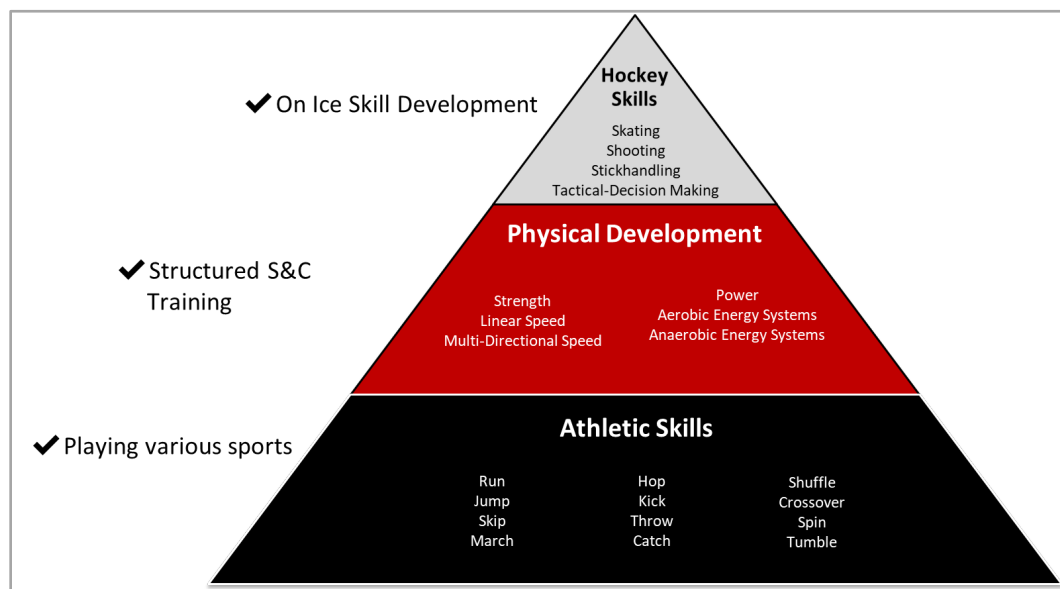 Hockey
Skills
✔ On Ice Skill Development
Skating
Shooting
Stickhandling
Tactical-Decision Making
Physical Development
✔ Structured S&C
Training
Strength
Linear Speed
Multi-Directional Speed
Power
Aerobic Energy Systems
Anaerobic Energy Systems
Athletic Skills
✔ Playing various sports
Run
Jump
Skip
March
Hop
Kick
Throw
Catch
Shuffle
Crossover
Spin
Tumble